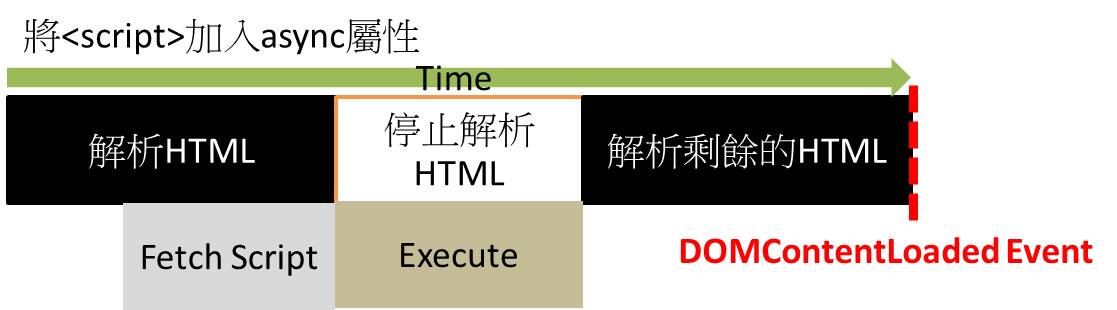 將<script>加入async屬性
Time
解析HTML
停止解析
HTML
解析剩餘的HTML
Fetch Script
Execute
DOMContentLoaded Event